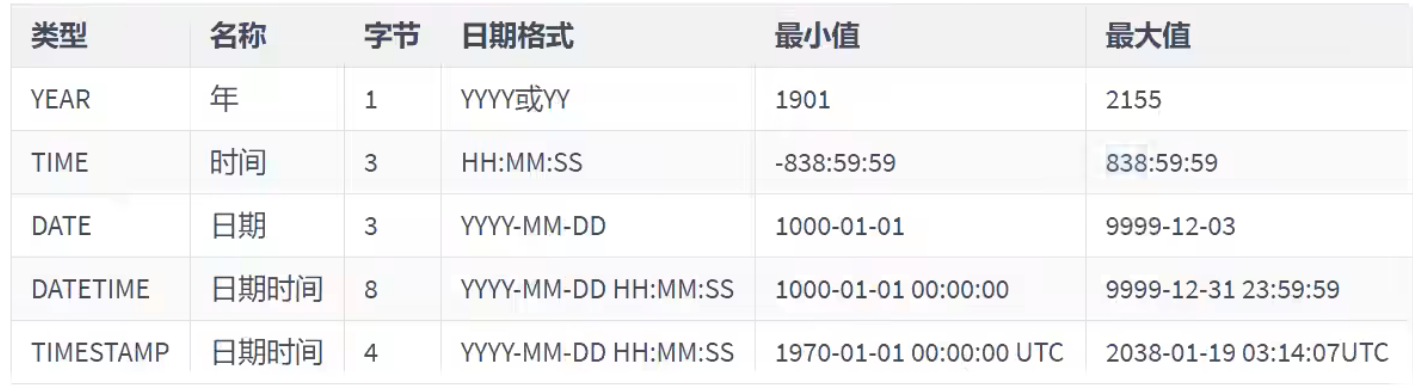 类型 名称 字节 日期格式 最小值 最大值
YEAR 年 1 YYYY或YY 1901 2155
TIME 时间 3 HH:MM:SS -838:59:59 838:59:59
DATE 日期 3 YYYY-MM-DD 1000-01-01 9999-12-03
DATETIME 日期时间 8 YYYY-MM-DD HH:MM:SS 1000-01-01 00:00:00 9999-12-31 23:59:59
TIMESTAMP 日期时间 4 YYYY-MM-DD HH:MM:SS 1970-01-01 00:00:00 UTC 2038-01-19 03:14:07UTC